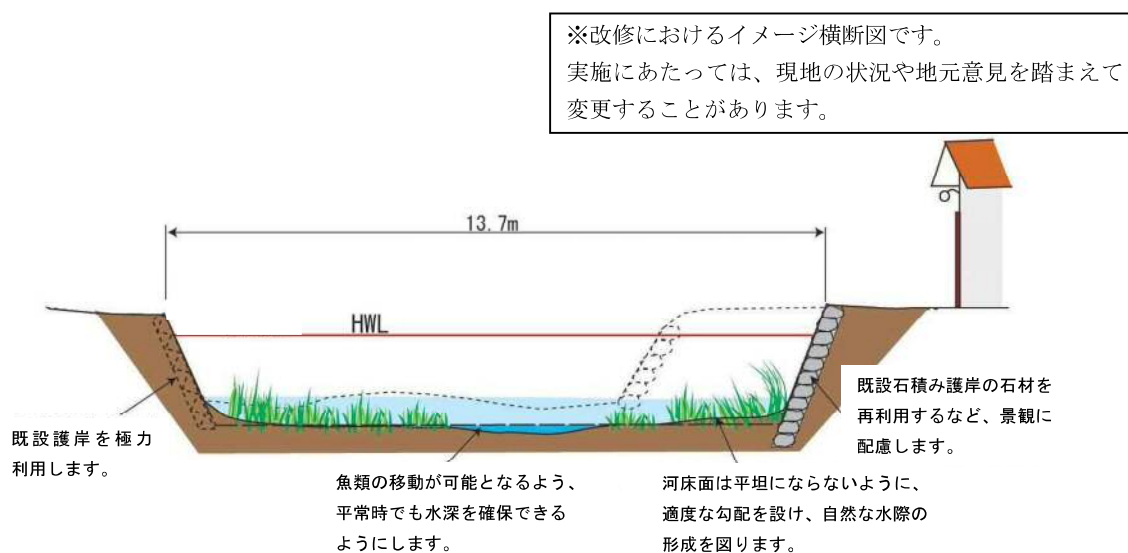 ※改修におけるイメージ横断図です。
実施にあたっては、現地の状況や地元意見を踏まえて
変更することがあります。
13.7m
HWL
既設護岸を極力
利用します。
魚類の移動が可能となるよう、
平常時でも水深を確保できる
ようにします。
河床面は平坦にならないように、
適度な勾配を設け、自然な水際の
形成を図ります。
既設石積み護岸の石材を
再利用するなど、景観に
配慮します。